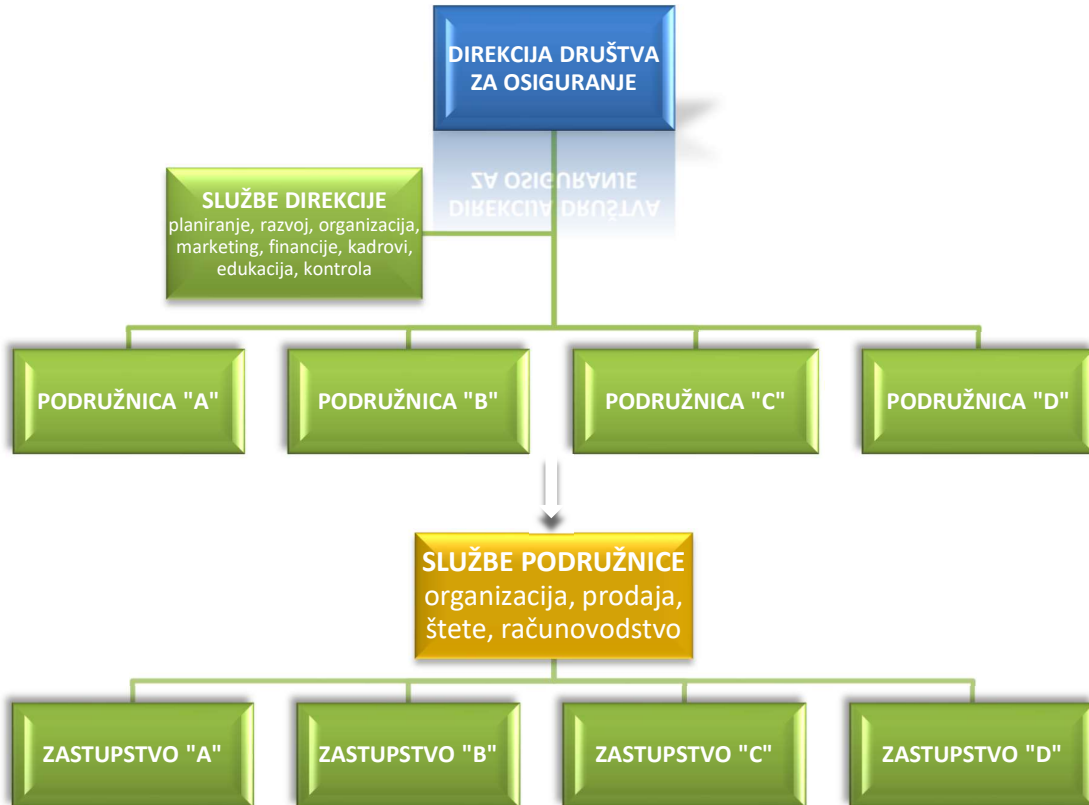 DIREKCIJA DRUŠTVA
ZA OSIGURANJE
SLUŽBE DIREKCIJE
planiranje, razvoj, organizacija,
marketing, financije, kadrovi,
edukacija, kontrola
PODRUŽNICA "A"
PODRUŽNICA "B"
PODRUŽNICA "C"
PODRUŽNICA "D"
SLUŽBE PODRUŽNICE
organizacija, prodaja,
štete, računovodstvo
ZASTUPSTVO "A"
ZASTUPSTVO "B"
ZASTUPSTVO "C"
ZASTUPSTVO "D"